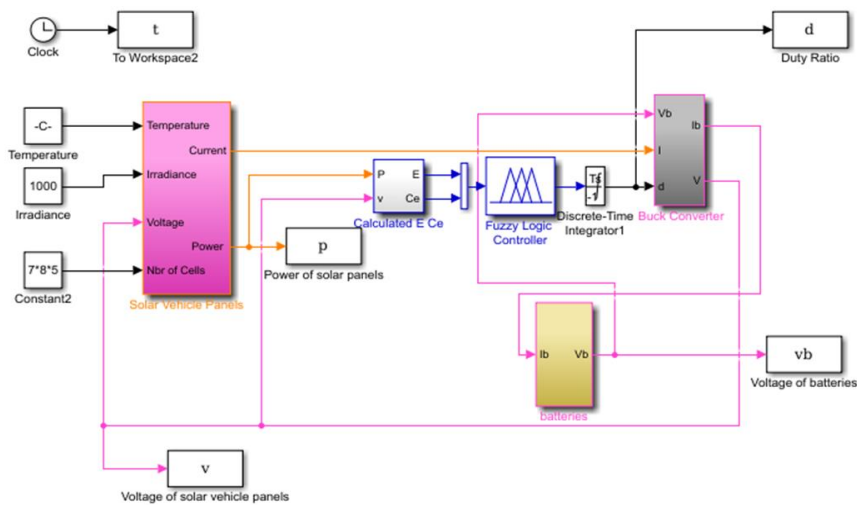 t
Clock
To Workspace2
d
Duty Ratio
-C-
Temperature
1000
Irradiance
7*8*5
Constant2
Temperature
Current
Irradiance
Voltage
Power
Nbr of Cells
Solar Vehicle Panels
p
Power of solar panels
P
E
v
Ce
Calculated E Ce
Fuzzy Logic
Controller
Ts
-1
Discrete-Time
Integrator1
Vb
Ib
I
V
d
Buck Converter
Ib
Vb
batteries
vb
Voltage of batteries
v
Voltage of solar vehicle panels